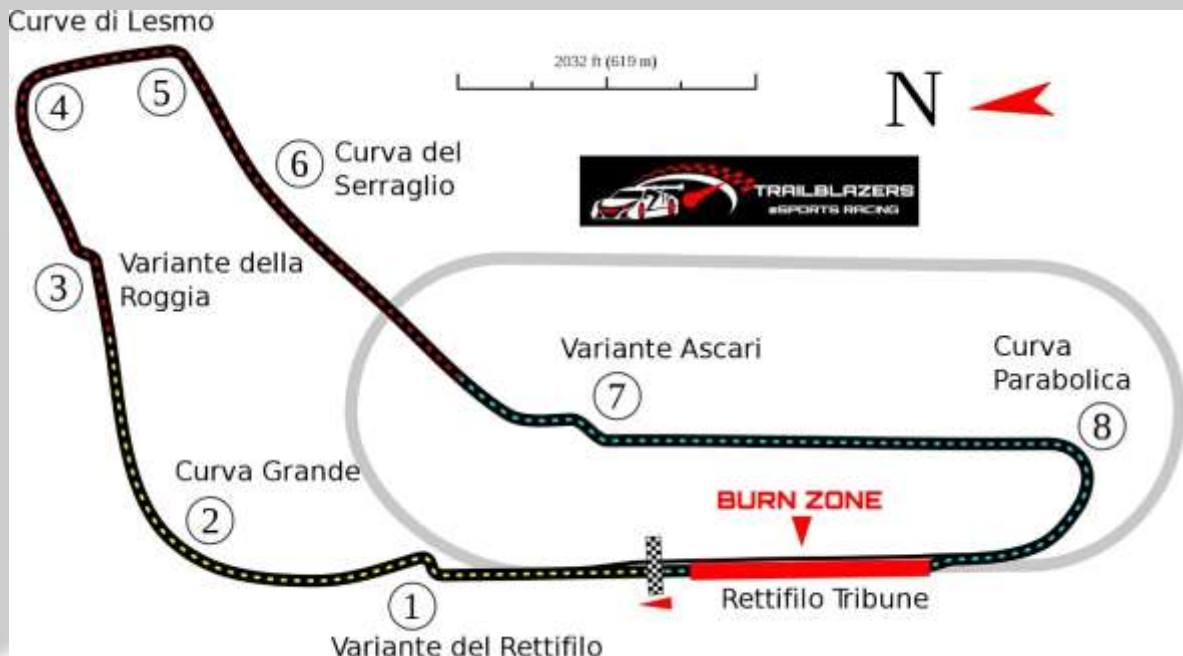 Curve di Lesmo
2032 ft (619 m)
N
4
5
6
Curva del
Serraglio
TRAILBLAZERS
eSPORTS RACING
3
Variante della
Roggia
Variante Ascari
7
Curva
Parabolica
8
Curva Grande
2
BURN ZONE
1
Rettifilo Tribune
Variante del Rettifilo